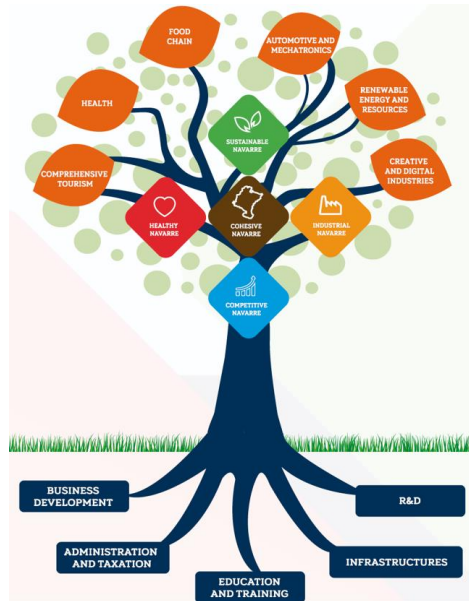 FOOD
CHAIN
AUTOMOTIVE AND
MECHATRONICS
HEALTH
RENEWABLE
ENERGY AND
RESOURCES
SUSTAINABLE
NAVARRE
COMPREHENSIVE
TOURISM
CREATIVE
AND DIGITAL
INDUSTRIES
HEALTHY
NAVARRE
COHESIVE
NAVARRE
INDUSTRIAL
NAVARRE
COMPETITIVE
NAVARRE
BUSINESS
DEVELOPMENT
R&D
ADMINISTRATION
AND TAXATION
INFRASTRUCTURES
EDUCATION
AND TRAINING